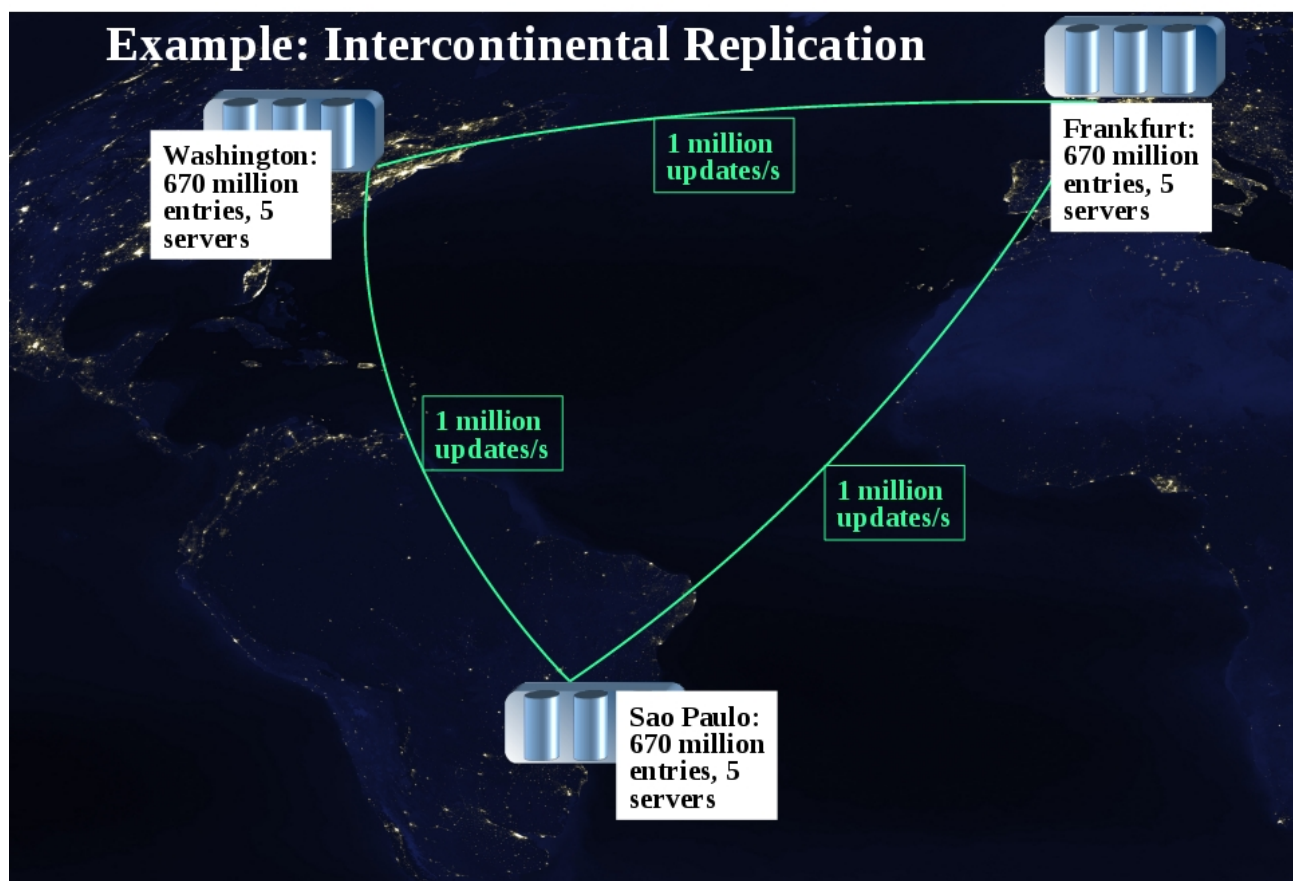 Example: Intercontinental Replication
Washington:
670 million
entries, 5
servers
1 million
updates/s
Frankfurt:
670 million
entries, 5
servers
1 million
updates/s
1 million
updates/s
Sao Paulo:
670 million
entries, 5
servers